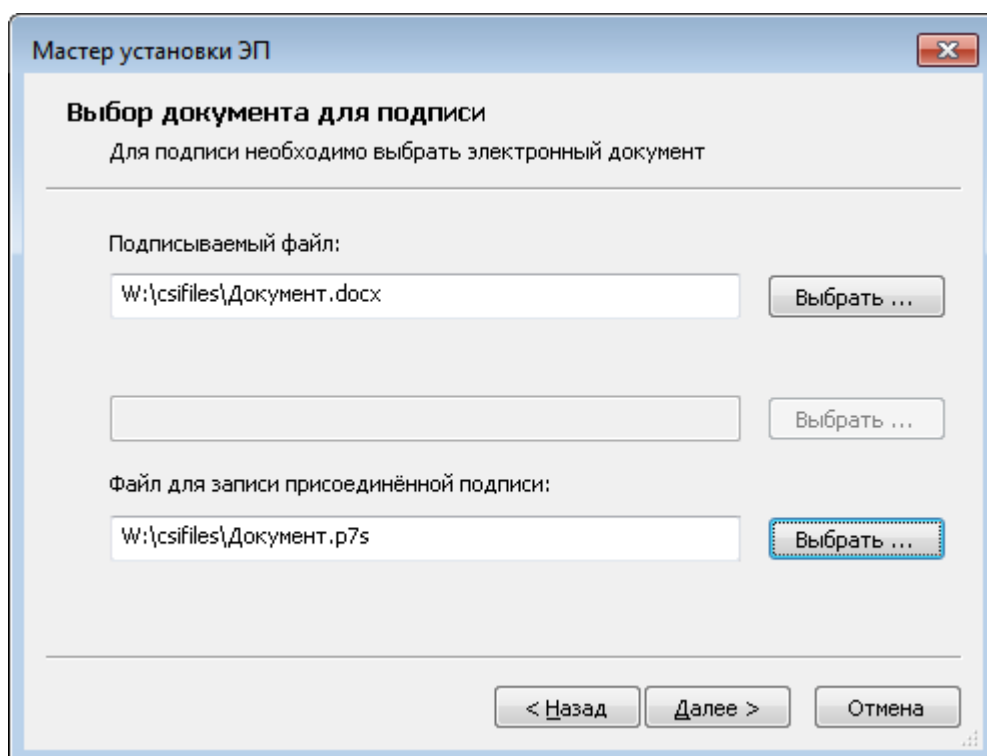 Мастер установки ЭП
Выбор документа для подписи
Для подписи необходимо выбрать электронный документ
Подписываемый файл:
W:\csifiles\Документ.docx
Выбрать ...
Выбрать ...
Файл для записи присоединённой подписи:
W:\csifiles\Документ.p7s
Выбрать ...
< Назад
Далее >
Отмена